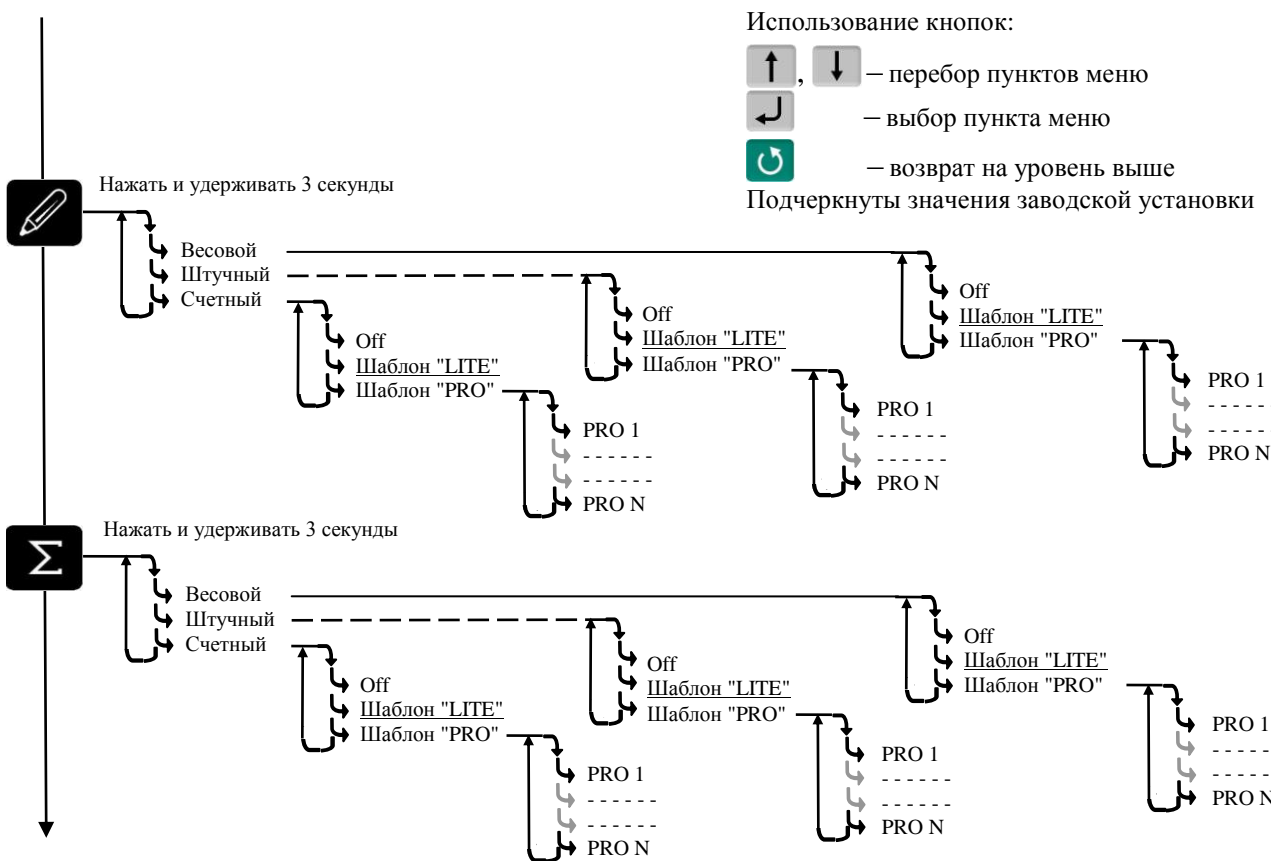 Использование кнопок:
, – перебор пунктов меню
– выбор пункта меню
– возврат на уровень выше
Подчеркнуты значения заводской установки
Нажать и удерживать 3 секунды
Весовой
Штучный
Счетный
Off
Шаблон "LITE"
Шаблон "PRO"
PRO 1
- - - - - -
- - - - - -
PRO N
Off
Шаблон "LITE"
Шаблон "PRO"
PRO 1
- - - - - -
- - - - - -
PRO N
Off
Шаблон "LITE"
Шаблон "PRO"
PRO 1
- - - - -
- - - - -
PRO N
Σ
Нажать и удерживать 3 секунды
Весовой
Штучный
Счетный
Off
Шаблон "LITE"
Шаблон "PRO"
PRO 1
- - - - - -
- - - - - -
PRO N
Off
Шаблон "LITE"
Шаблон "PRO"
PRO 1
- - - - - -
- - - - - -
PRO N
Off
Шаблон "LITE"
Шаблон "PRO"
PRO 1
- - - - -
- - - - -
PRO N